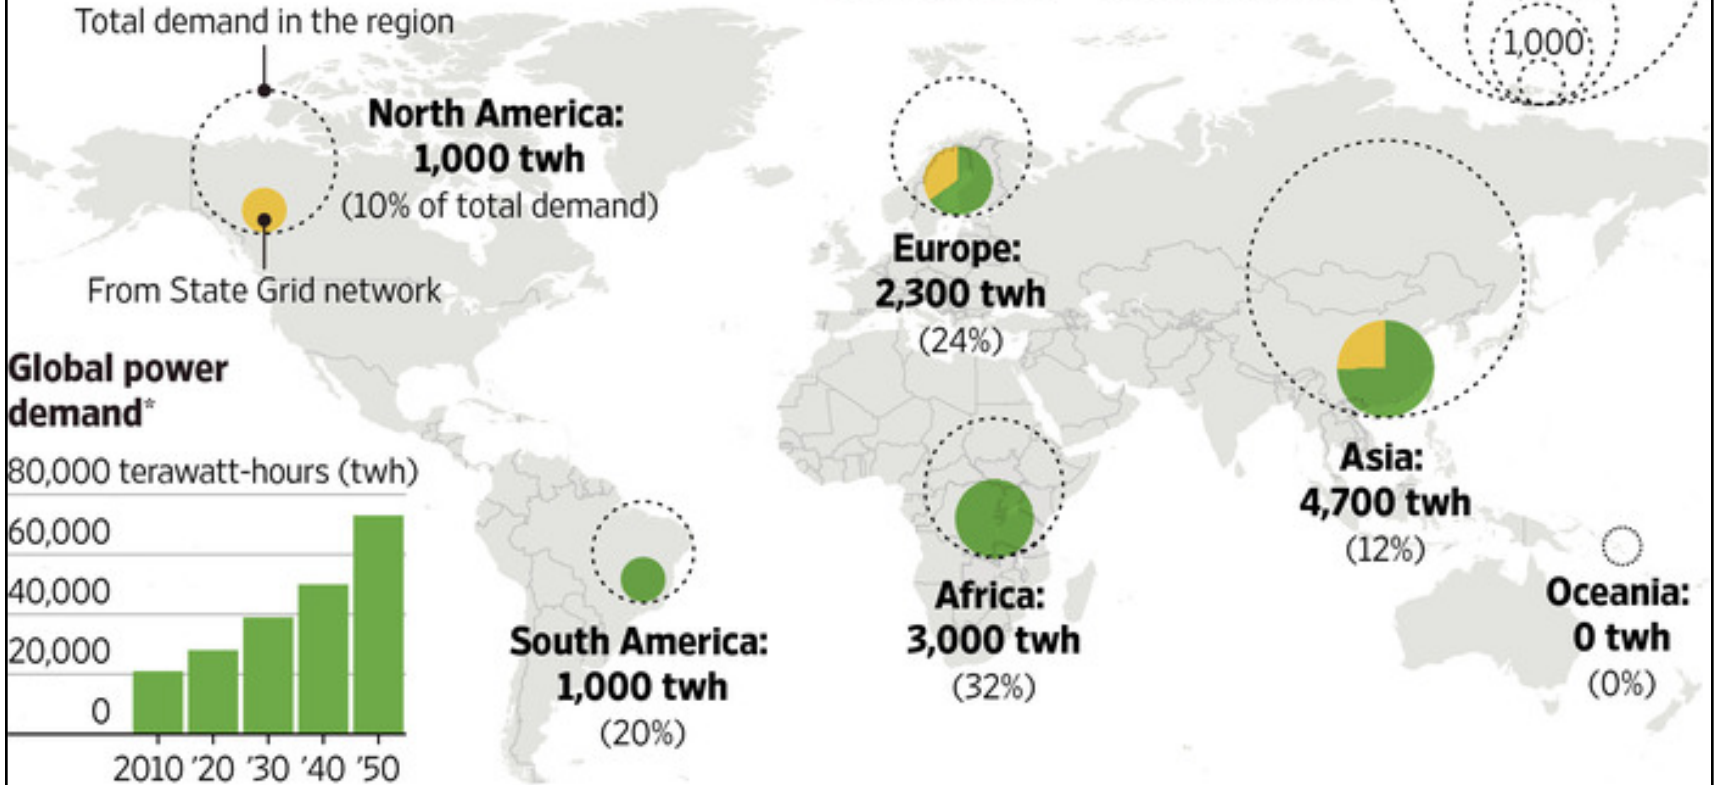 Total demand in the region
1,000
North America:
1,000 twh
(10% of total demand)
From State Grid network
Europe:
2,300 twh
(24%)
Global power
demand*
80,000 terawatt-hours (twh)
60,000
40,000
20,000
0
2010 '20 '30 '40 '50
South America:
1,000 twh
(20%)
Africa:
3,000 twh
(32%)
Asia:
4,700 twh
(12%)
Oceania:
0 twh
(0%)